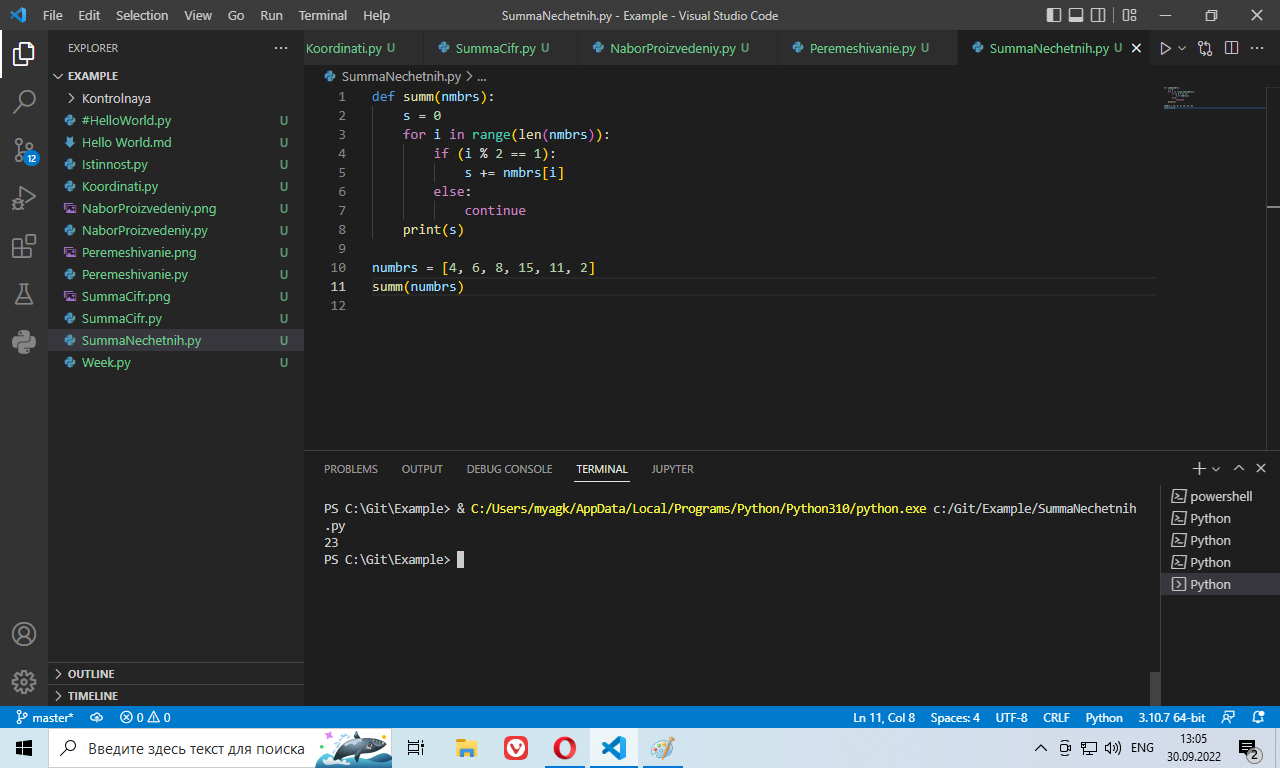 File Edit Selection View Go Run Terminal Help SummaNechetnih.py - Example - Visual Studio Code
EXPLORER
EXAMPLE
Kontrolnaya
#HelloWorld.py U
Hello World.md U
Istinnost.py U
Koordinati.py U
NaborProizvedeniy.png U
NaborProizvedeniy.py U
Peremeshivanie.png U
Peremeshivanie.py U
SummaCifr.png U
SummaCifr.py U
SummaNechetnih.py U
Week.py U
OUTLINE
TIMELINE
12
Koordinati.py U SummaCifr.py U NaborProizvedeniy.py U Peremeshivanie.py U SummaNechetnih.py U
SummaNechetnih.py > ...
1 def summ(nmbrs):
2 s = 0
3 for i in range(len(nmbrs)):
4 if (i % 2 == 1):
5 s += nmbrs[i]
6 else:
7 continue
8 print(s)
9
10 numbrs = [4, 6, 8, 15, 11, 2]
11 summ(numbrs)
12
PROBLEMS OUTPUT DEBUG CONSOLE TERMINAL JUPYTER
PS C:\Git\Example> & C:/Users/myagk/AppData/Local/Programs/Python/Python310/python.exe c:/Git/Example/SummaNechetnih
.py
23
PS C:\Git\Example>
powershell
Python
Python
Python
Python
master* 0 0 Ln 11, Col 8 Spaces: 4 UTF-8 CRLF Python 3.10.7 64-bit
Введите здесь текст для поиска
ENG 13:05
30.09.2022
2